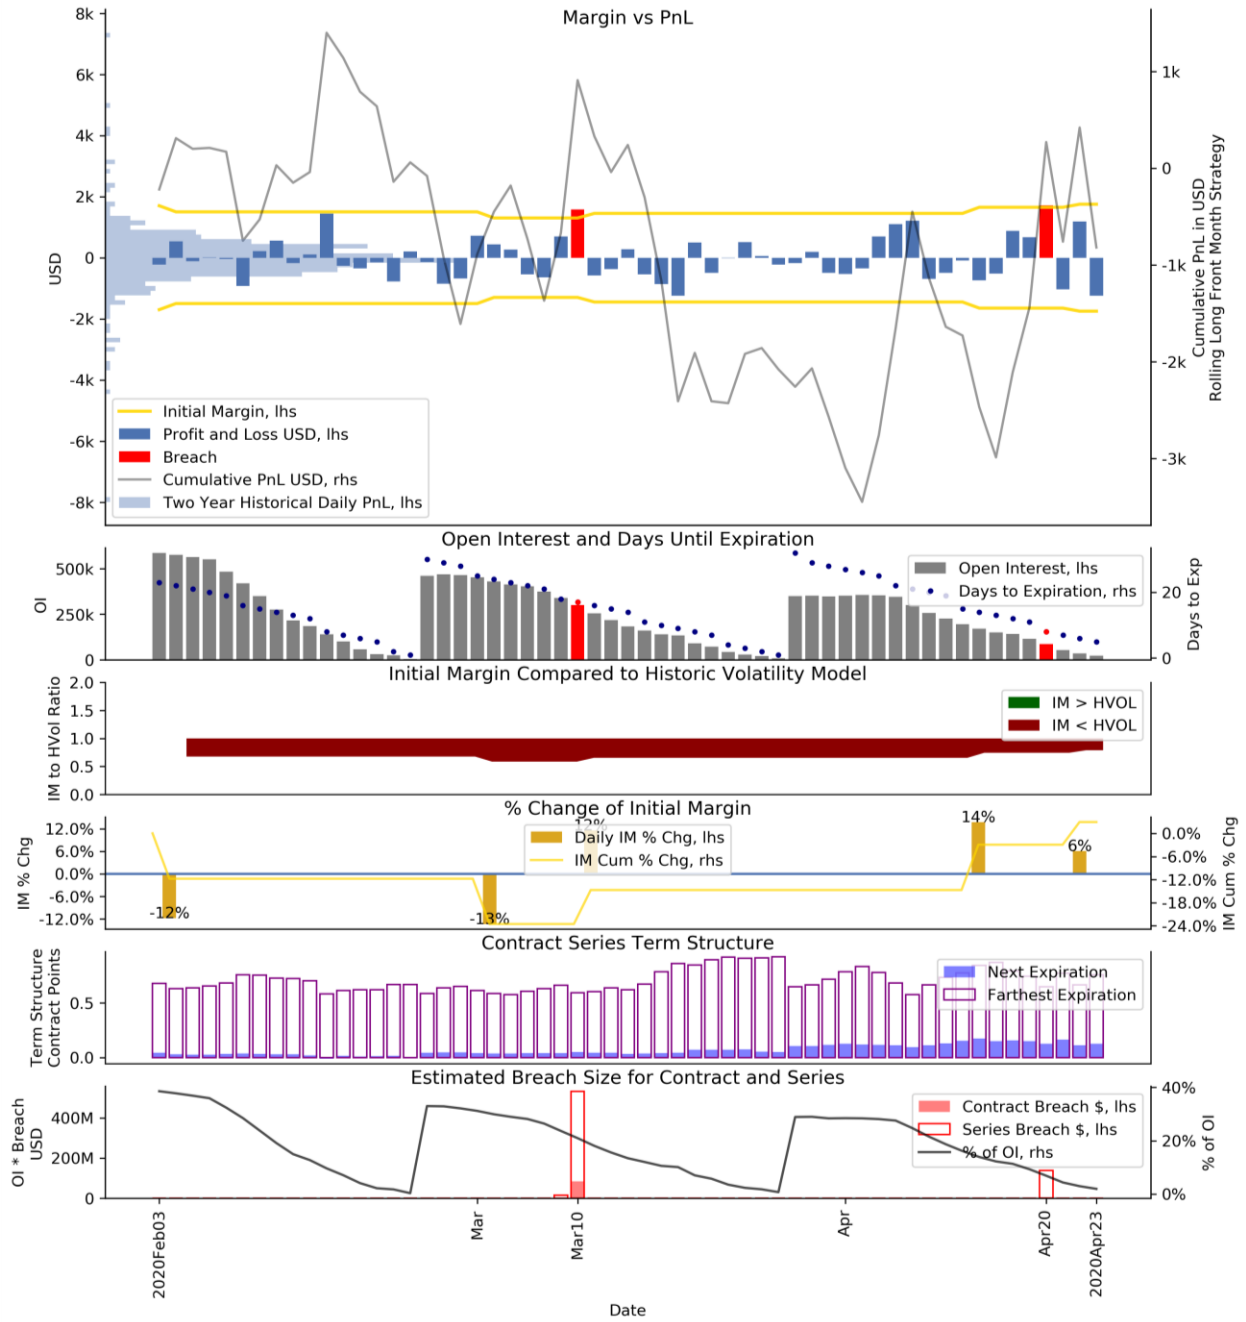 Margin vs PnL
8k
6k
4k
2k
0
-2k
-4k
-6k
-8k
USD
1k
0
-1k
-2k
-3k
Cumulative PnL in USD
Rolling Long Front Month Strategy
Initial Margin, lhs
Profit and Loss USD, lhs
Breach
Cumulative PnL USD, rhs
Two Year Historical Daily PnL, lhs
Open Interest and Days Until Expiration
500k
250k
0
OI
20
0
Days to Exp
Open Interest, lhs
Days to Expiration, rhs
Initial Margin Compared to Historic Volatility Model
2.0
1.5
1.0
0.5
0.0
IM to HVol Ratio
IM > HVOL
IM < HVOL
% Change of Initial Margin
12.0%
6.0%
0.0%
-6.0%
-12.0%
IM % Chg
0.0%
-6.0%
-12.0%
-18.0%
-24.0%
IM Cum % Chg
-12%
-13%
12%
14%
6%
Daily IM % Chg, lhs
IM Cum % Chg, rhs
Contract Series Term Structure
0.5
0.0
Term Structure
Contract Points
Next Expiration
Farthest Expiration
Estimated Breach Size for Contract and Series
400M
200M
0
OI * Breach
USD
40%
20%
0%
% of OI
Contract Breach $, lhs
Series Breach $, lhs
% of OI, rhs
2020Feb03
Mar
Mar10
Apr
Apr20
2020Apr23
Date